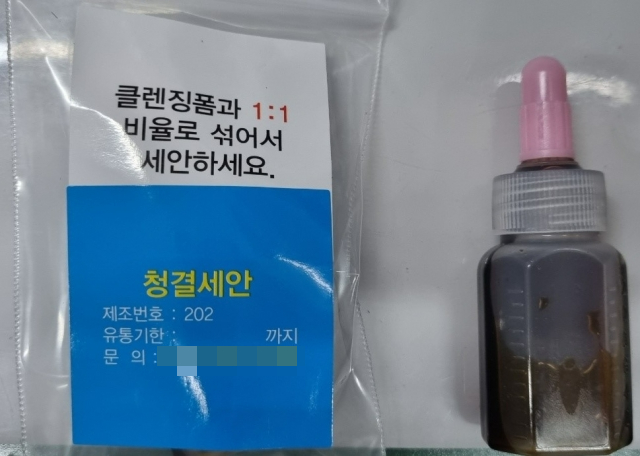 클렌징폼과 1:1
비율로 섞어서
세안하세요.
청결세안
제조번호 : 202
유통기한 : 까지
문 의 :